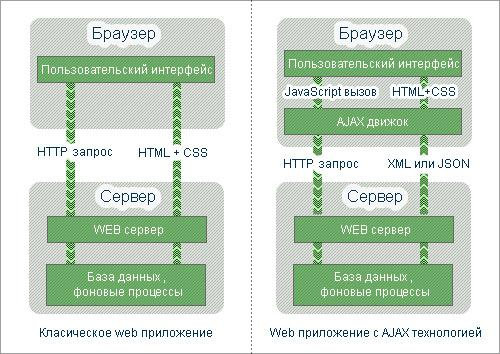 Браузер
Пользовательский интерфейс
HTTP запрос
HTML + CSS
Сервер
WEB сервер
База данных ,
фоновые процессы
Класическое web приложение
Браузер
Пользовательский интерфейс
JavaScript вызов
HTML+CSS
AJAX движок
HTTP запрос
XML или JSON
Сервер
WEB сервер
База данных ,
фоновые процессы
Web приложение с AJAX технологией